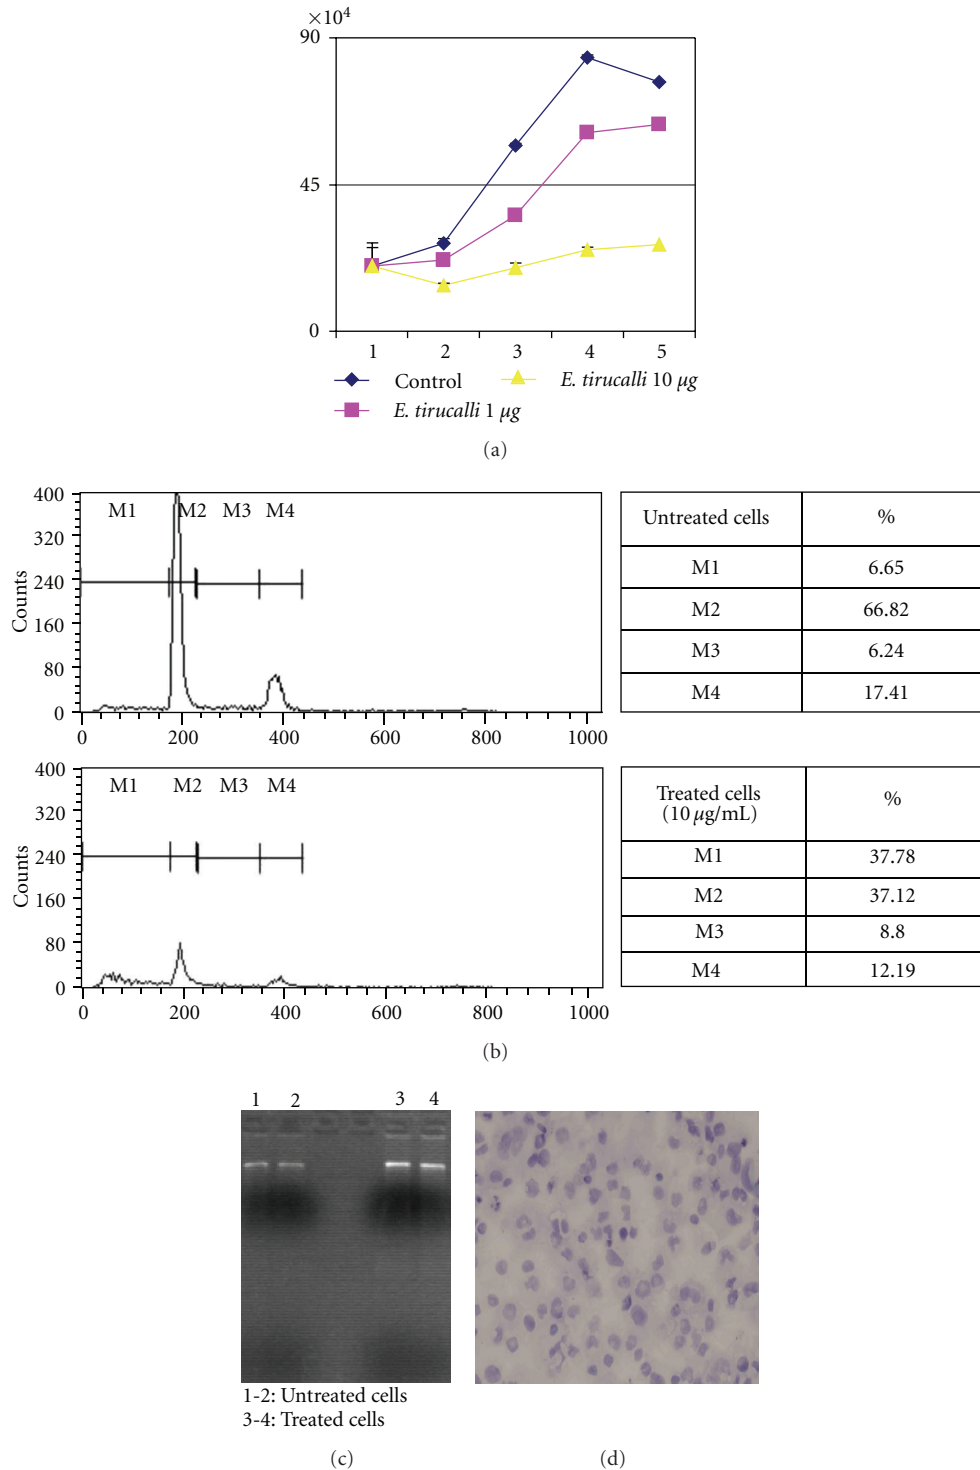 ×10⁴
90
45
0
1 2 3 4 5
Control
E. tirucalli 10 µg
E. tirucalli 1 µg
(a)
400
320
240
160
80
0
Counts
M1 M2 M3 M4
0 200 400 600 800 1000
Untreated cells %
M1 6.65
M2 66.82
M3 6.24
M4 17.41
400
320
240
160
80
0
Counts
M1 M2 M3 M4
0 200 400 600 800 1000
Treated cells
(10 µg/mL) %
M1 37.78
M2 37.12
M3 8.8
M4 12.19
(b)
1 2 3 4
1-2: Untreated cells
3-4: Treated cells
(c)
(d)